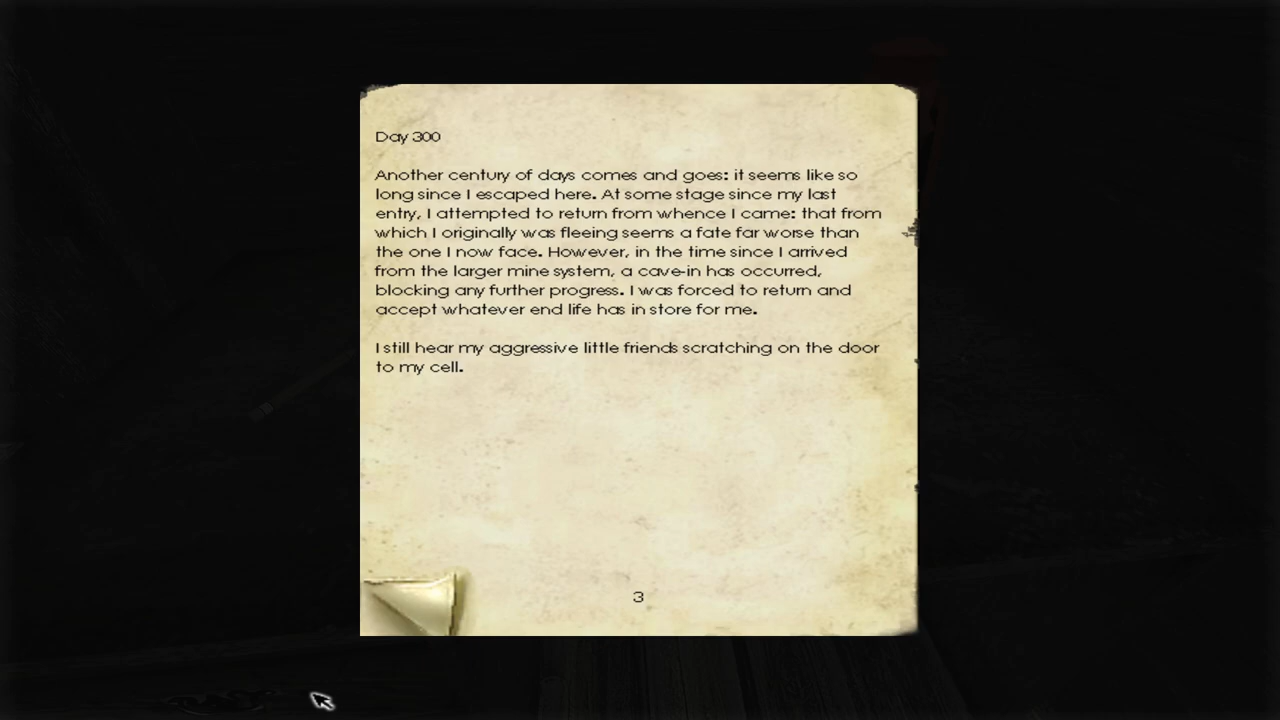 Day 300
Another century of days comes and goes: it seems like so
long since I escaped here. At some stage since my last
entry, I attempted to return from whence I came: that from
which I originally was fleeing seems a fate far worse than
the one I now face. However, in the time since I arrived
from the larger mine system, a cave-in has occurred,
blocking any further progress. I was forced to return and
accept whatever end life has in store for me.
I still hear my aggressive little friends scratching on the door
to my cell.
3